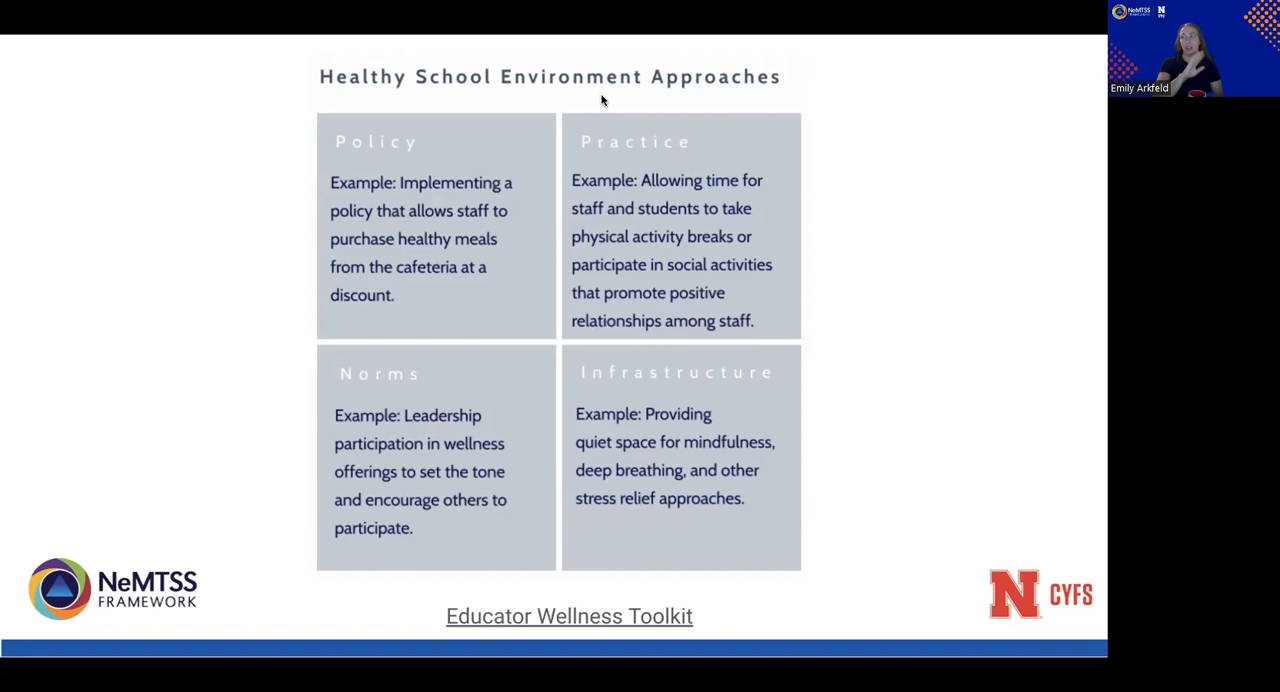 Healthy School Environment Approaches
Policy
Example: Implementing a
policy that allows staff to
purchase healthy meals
from the cafeteria at a
discount.
Practice
Example: Allowing time for
staff and students to take
physical activity breaks or
participate in social activities
that promote positive
relationships among staff.
Norms
Example: Leadership
participation in wellness
offerings to set the tone
and encourage others to
participate.
Infrastructure
Example: Providing
quiet space for mindfulness,
deep breathing, and other
stress relief approaches.
NeMTSS
FRAMEWORK
Educator Wellness Toolkit
N CYFS
NeMTSS
FRAMEWORK
N
Emily Arkfeld